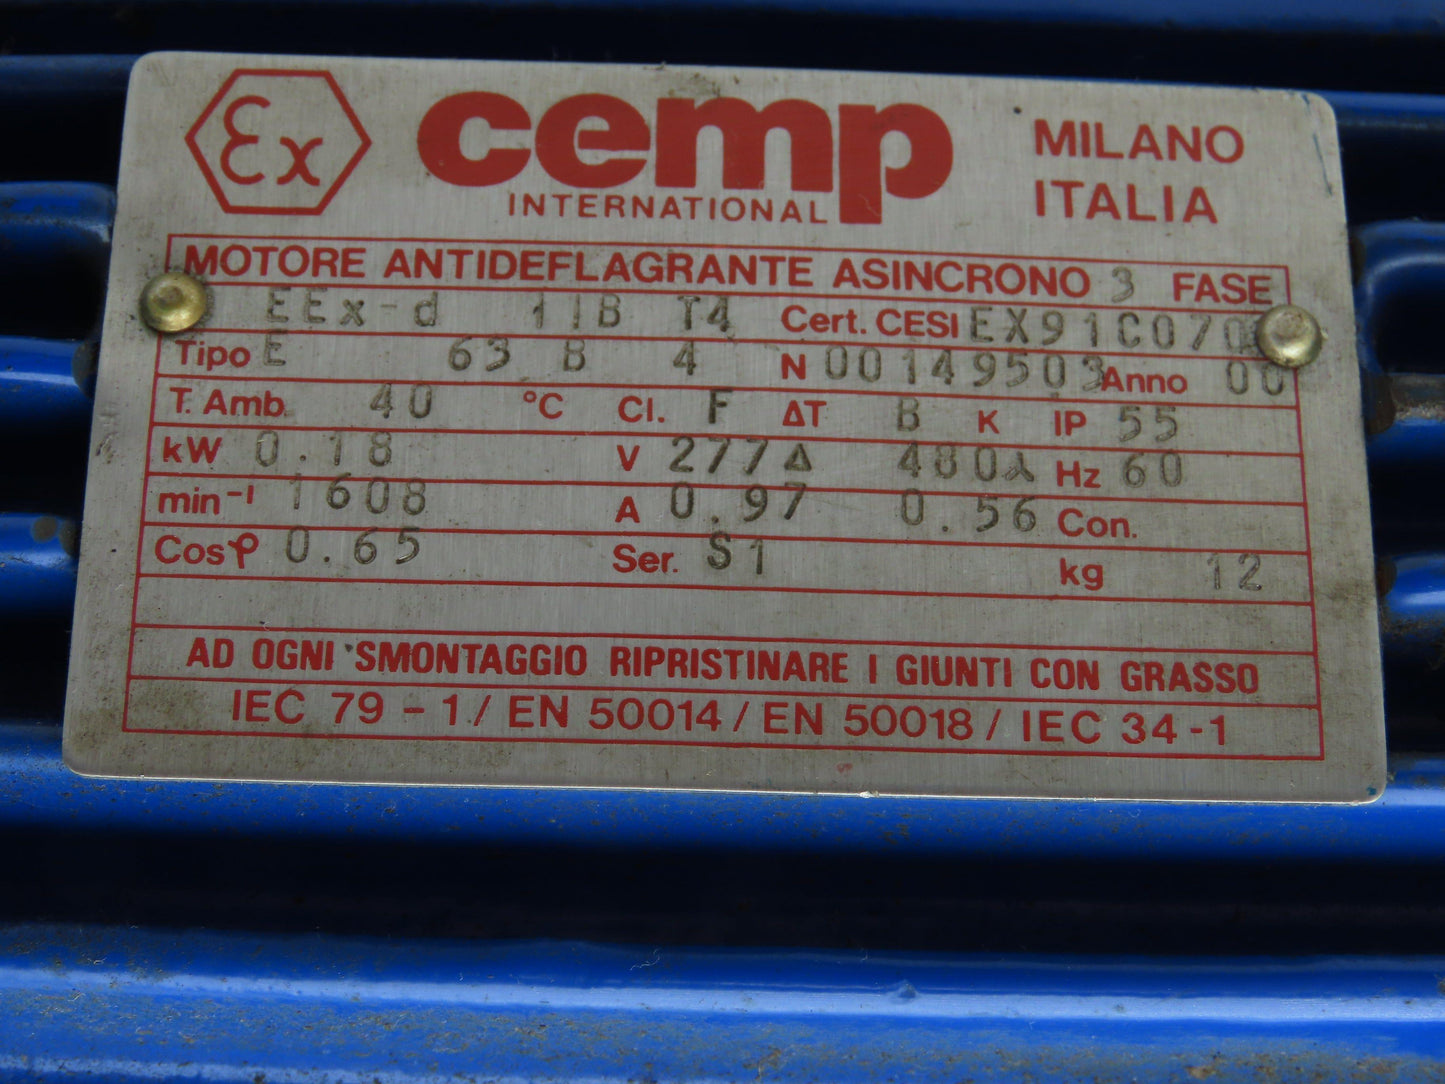 Ex cemp MILANO
INTERNATIONAL ITALIA
MOTORE ANTIDEFLAGRANTE ASINCRONO 3 FASE
EEx-d IIB T4 Cert. CESI EX91C070
Tipo E 63 B 4 N 00149503 Anno 00
T. Amb. 40 °C Cl. F ΔT B K IP 55
kW 0.18 V 277Δ 480⅄ Hz 60
min⁻¹ 1608 A 0.97 0.56 Con.
Cosφ 0.65 Ser. S1 kg 12
AD OGNI SMONTAGGIO RIPRISTINARE I GIUNTI CON GRASSO
IEC 79 - 1 / EN 50014 / EN 50018 / IEC 34 - 1